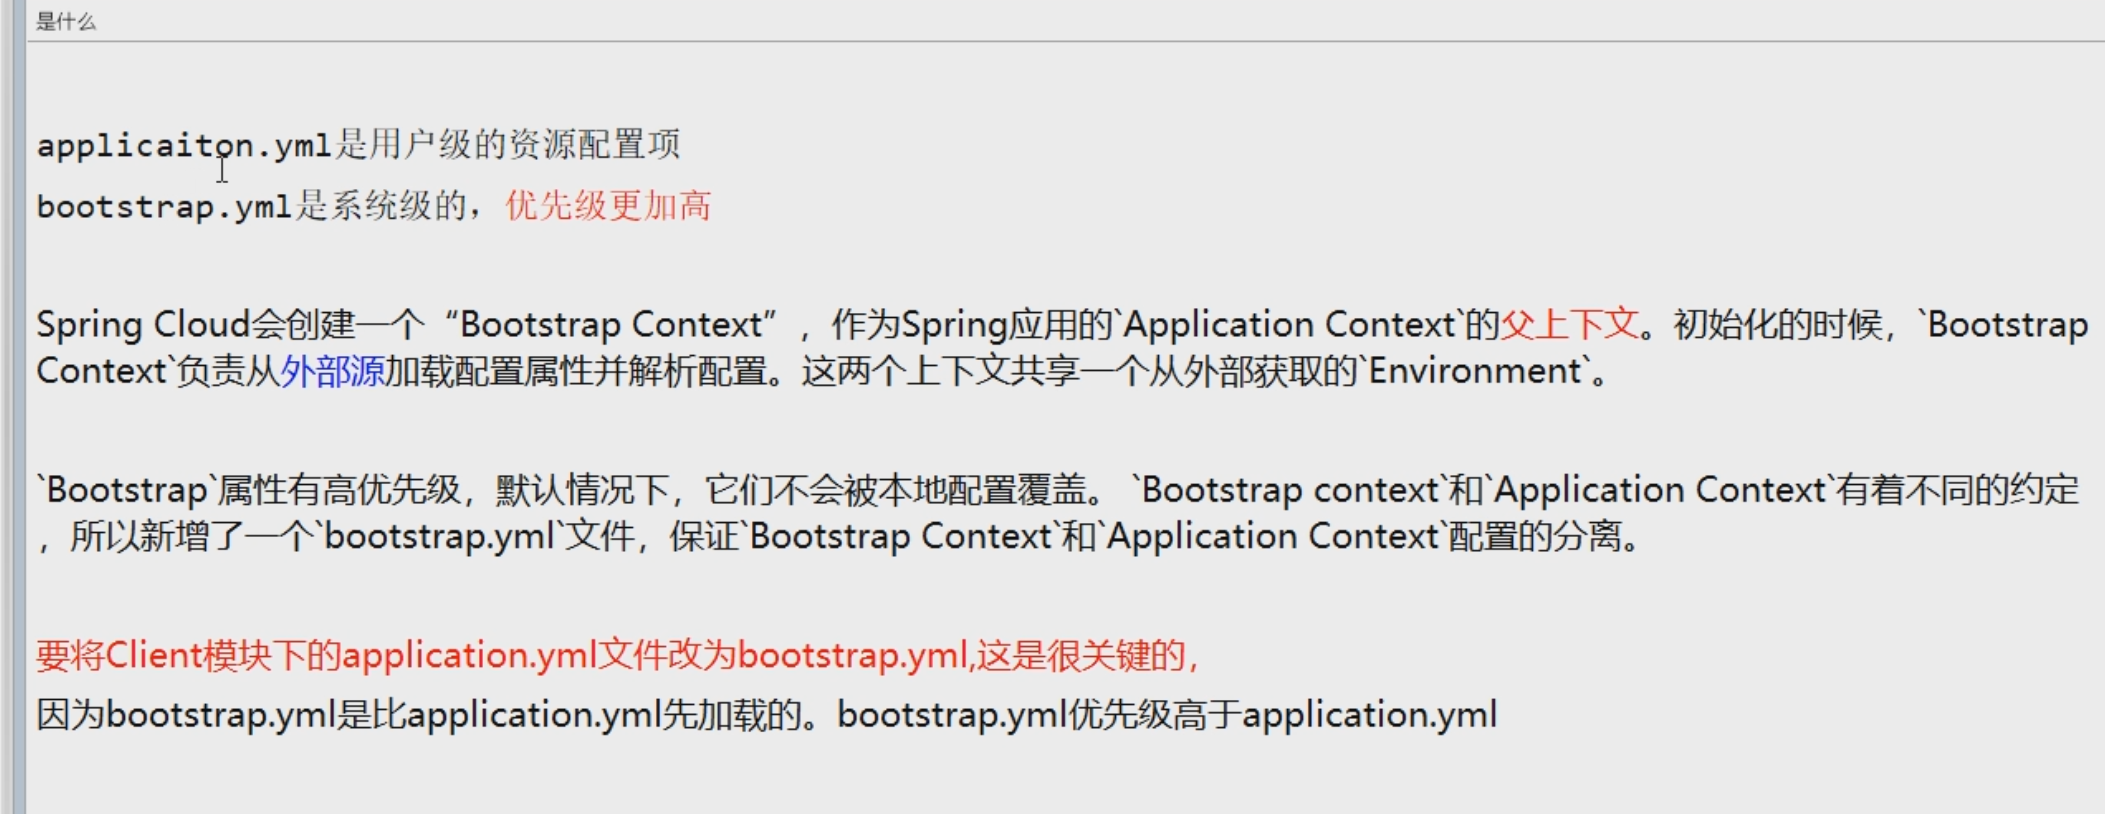 是什么
applicaiton.yml是用户级的资源配置项
bootstrap.yml是系统级的，优先级更加高
Spring Cloud会创建一个“Bootstrap Context”，作为Spring应用的`Application Context`的父上下文。初始化的时候，`Bootstrap
Context`负责从外部源加载配置属性并解析配置。这两个上下文共享一个从外部获取的`Environment`。
`Bootstrap`属性有高优先级，默认情况下，它们不会被本地配置覆盖。 `Bootstrap context`和`Application Context`有着不同的约定
，所以新增了一个`bootstrap.yml`文件，保证`Bootstrap Context`和`Application Context`配置的分离。
要将Client模块下的application.yml文件改为bootstrap.yml,这是很关键的，
因为bootstrap.yml是比application.yml先加载的。bootstrap.yml优先级高于application.yml